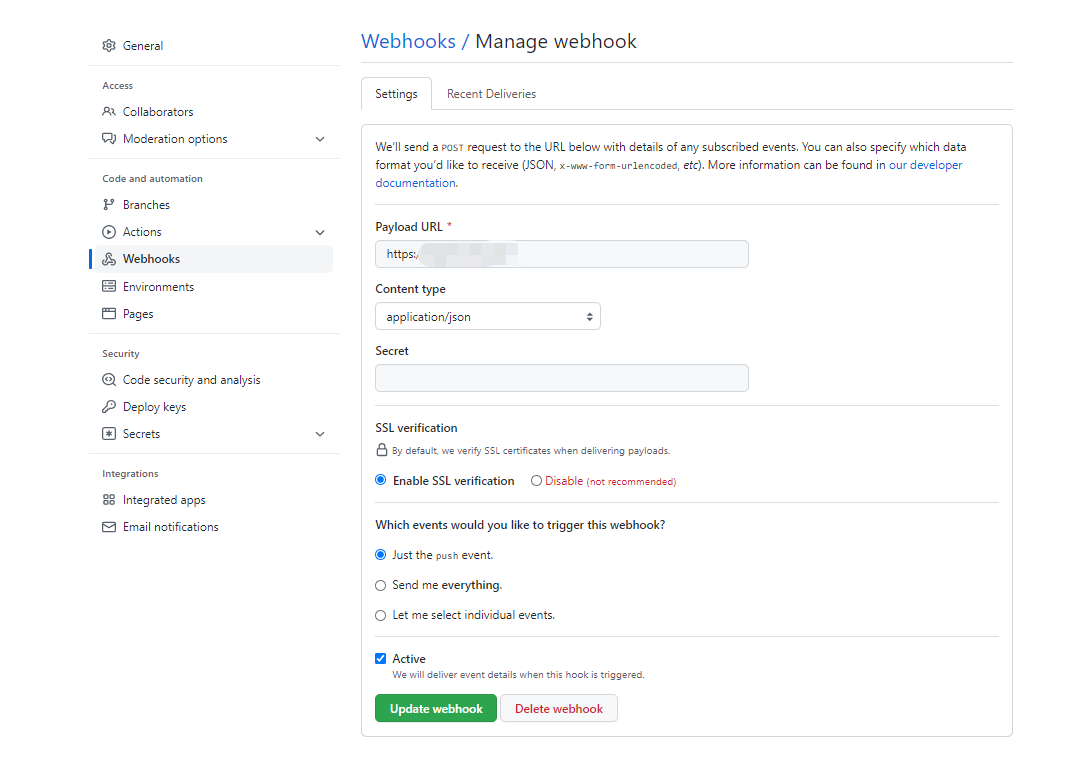 General
Access
Collaborators
Moderation options
Code and automation
Branches
Actions
Webhooks
Environments
Pages
Security
Code security and analysis
Deploy keys
Secrets
Integrations
Integrated apps
Email notifications
Webhooks / Manage webhook
Settings
Recent Deliveries
We'll send a POST request to the URL below with details of any subscribed events. You can also specify which data
format you'd like to receive (JSON, x-www-form-urlencoded, etc). More information can be found in our developer
documentation.
Payload URL *
https:/
Content type
application/json
Secret
SSL verification
By default, we verify SSL certificates when delivering payloads.
Enable SSL verification
Disable (not recommended)
Which events would you like to trigger this webhook?
Just the push event.
Send me everything.
Let me select individual events.
Active
We will deliver event details when this hook is triggered.
Update webhook
Delete webhook